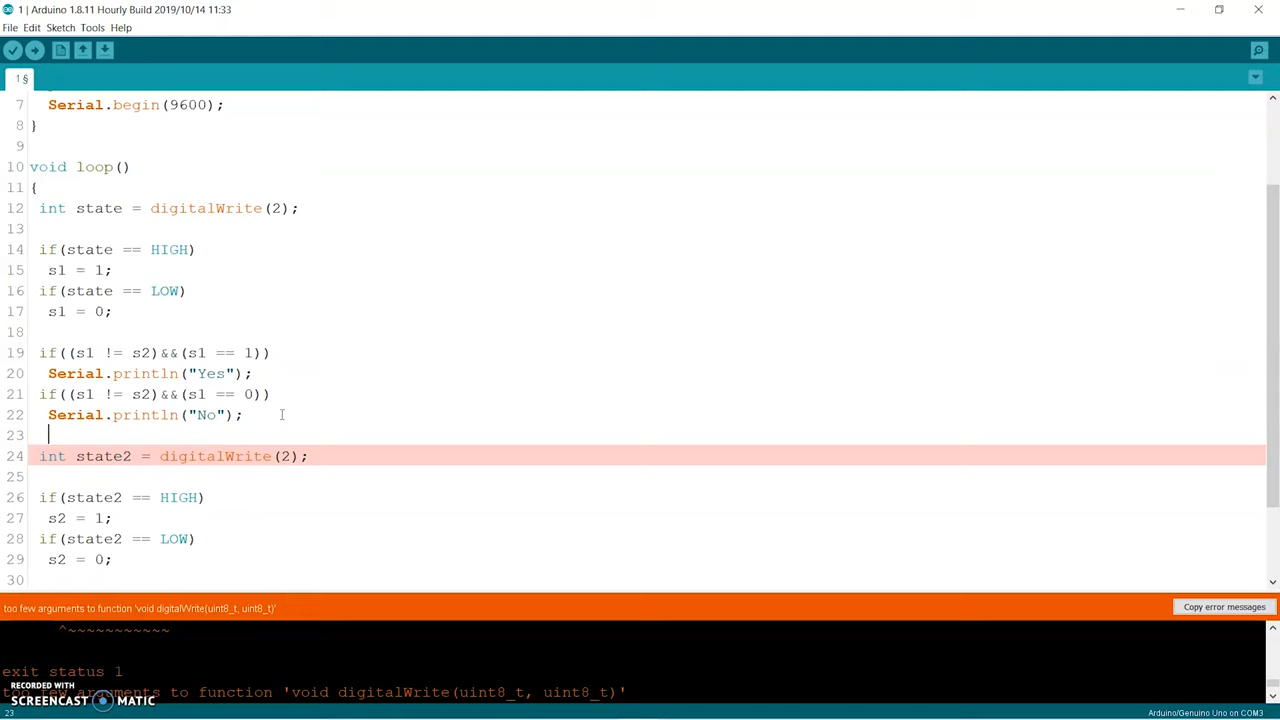 1 | Arduino 1.8.11 Hourly Build 2019/10/14 11:33
File Edit Sketch Tools Help
1 §
7 Serial.begin(9600);
8 }
9
10 void loop()
11 {
12 int state = digitalWrite(2);
13
14 if(state == HIGH)
15 s1 = 1;
16 if(state == LOW)
17 s1 = 0;
18
19 if((s1 != s2)&&(s1 == 1))
20 Serial.println("Yes");
21 if((s1 != s2)&&(s1 == 0))
22 Serial.println("No");
23
24 int state2 = digitalWrite(2);
25
26 if(state2 == HIGH)
27 s2 = 1;
28 if(state2 == LOW)
29 s2 = 0;
30
too few arguments to function 'void digitalWrite(uint8_t, uint8_t)'
Copy error messages
^~~~~~~~~~~~
exit status 1
too few arguments to function 'void digitalWrite(uint8_t, uint8_t)'
RECORDED WITH
SCREENCAST MATIC
23
Arduino/Genuino Uno on COM3